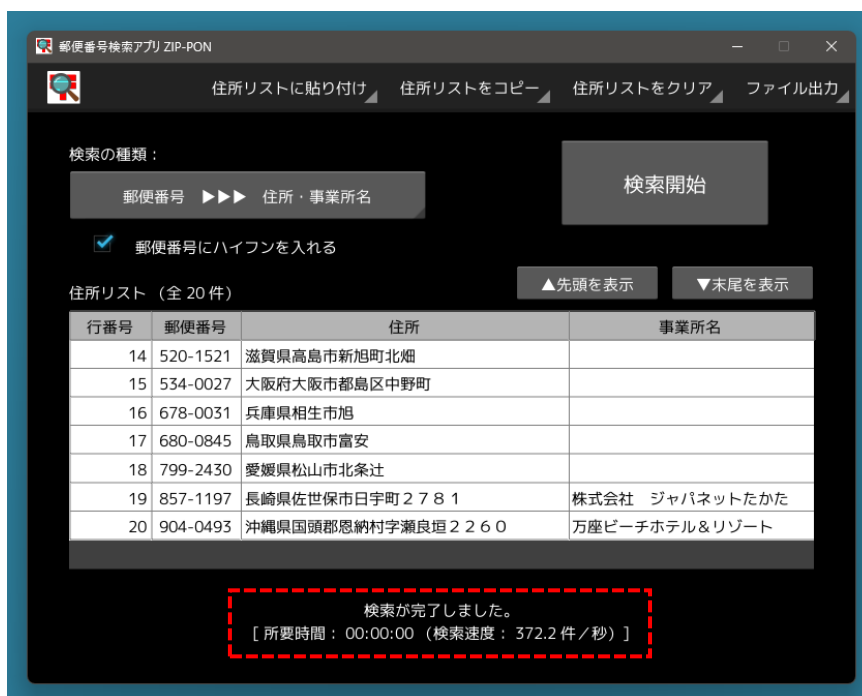 郵便番号検索アプリ ZIP-PON
住所リストに貼り付け 住所リストをコピー 住所リストをクリア ファイル出力
検索の種類：
郵便番号 ▶▶▶ 住所・事業所名
検索開始
郵便番号にハイフンを入れる
住所リスト （全 20 件）
▲先頭を表示 ▼末尾を表示
行番号 郵便番号 住所 事業所名
14 520-1521 滋賀県高島市新旭町北畑
15 534-0027 大阪府大阪市都島区中野町
16 678-0031 兵庫県相生市旭
17 680-0845 鳥取県鳥取市富安
18 799-2430 愛媛県松山市北条辻
19 857-1197 長崎県佐世保市日宇町２７８１ 株式会社　ジャパネットたかた
20 904-0493 沖縄県国頭郡恩納村字瀬良垣２２６０ 万座ビーチホテル＆リゾート
検索が完了しました。
[ 所要時間： 00:00:00 （検索速度： 372.2 件／秒）]